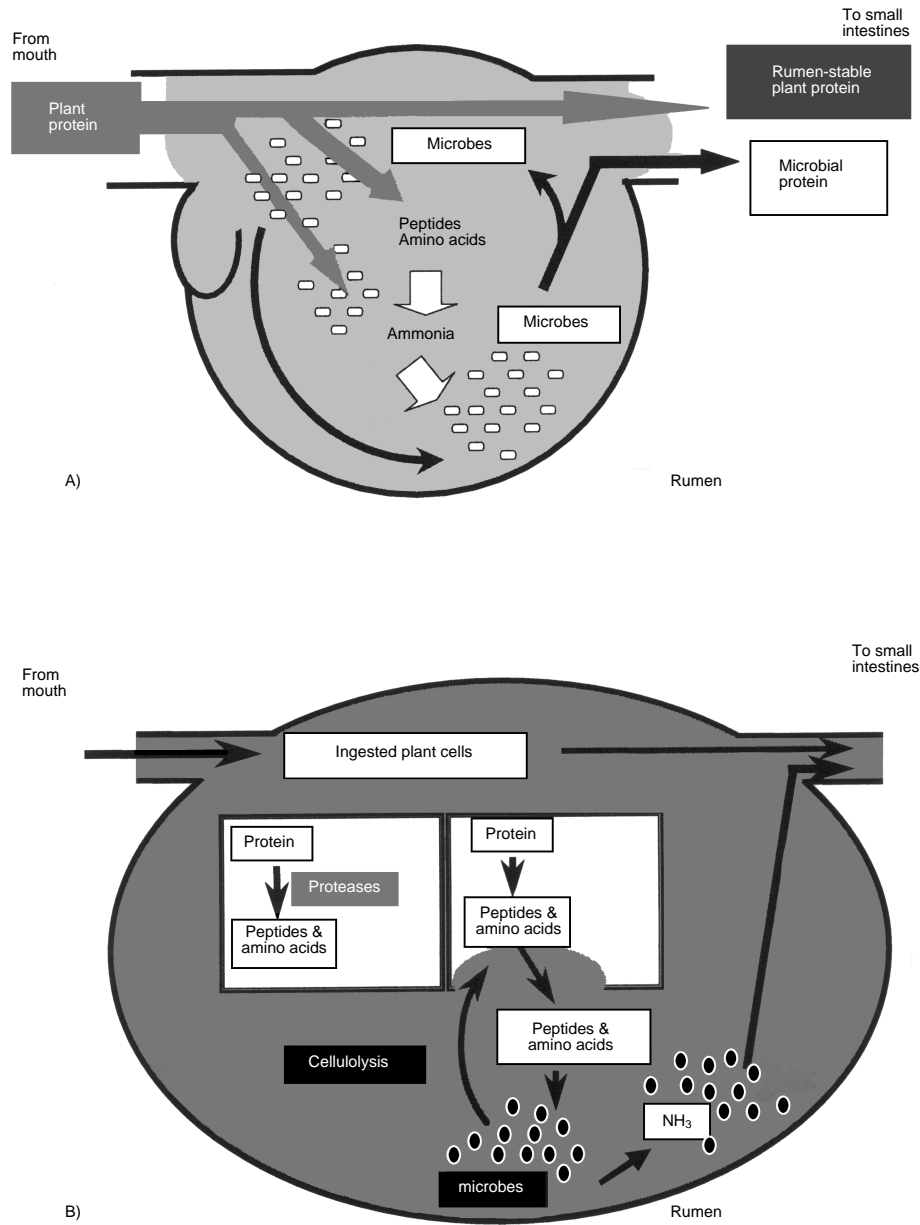 From
mouth
To small
intestines
Plant
protein
Rumen-stable
plant protein
Microbes
Microbial
protein
Peptides
Amino acids
Ammonia
Microbes
A)
Rumen
From
mouth
To small
intestines
Ingested plant cells
Protein
Proteases
Peptides &
amino acids
Protein
Peptides &
amino acids
Peptides &
amino acids
Cellulolysis
NH₃
microbes
B)
Rumen